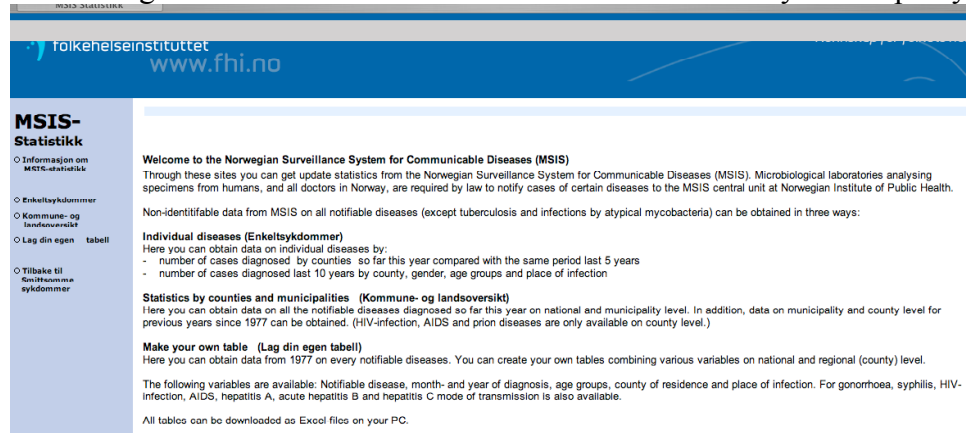 MSIS Statistikk
folkehelseinstituttet
www.fhi.no
MSIS-
Statistikk
Informasjon om
MSIS-statistikk
Enkeltsykdommer
Kommune- og
landsoversikt
Lag din egen tabell
Tilbake til
Smittsomme
sykdommer
Welcome to the Norwegian Surveillance System for Communicable Diseases (MSIS)
Through these sites you can get update statistics from the Norwegian Surveillance System for Communicable Diseases (MSIS). Microbiological laboratories analysing
specimens from humans, and all doctors in Norway, are required by law to notify cases of certain diseases to the MSIS central unit at Norwegian Institute of Public Health.
Non-identitifable data from MSIS on all notifiable diseases (except tuberculosis and infections by atypical mycobacteria) can be obtained in three ways:
Individual diseases (Enkeltsykdommer)
Here you can obtain data on individual diseases by:
- number of cases diagnosed by counties so far this year compared with the same period last 5 years
- number of cases diagnosed last 10 years by county, gender, age groups and place of infection
Statistics by counties and municipalities (Kommune- og landsoversikt)
Here you can obtain data on all the notifiable diseases diagnosed so far this year on national and municipality level. In addition, data on municipality and county level for
previous years since 1977 can be obtained. (HIV-infection, AIDS and prion diseases are only available on county level.)
Make your own table (Lag din egen tabell)
Here you can obtain data from 1977 on every notifiable diseases. You can create your own tables combining various variables on national and regional (county) level.
The following variables are available: Notifiable disease, month- and year of diagnosis, age groups, county of residence and place of infection. For gonorrhoea, syphilis, HIV-
infection, AIDS, hepatitis A, acute hepatitis B and hepatitis C mode of transmission is also available.
All tables can be downloaded as Excel files on your PC.